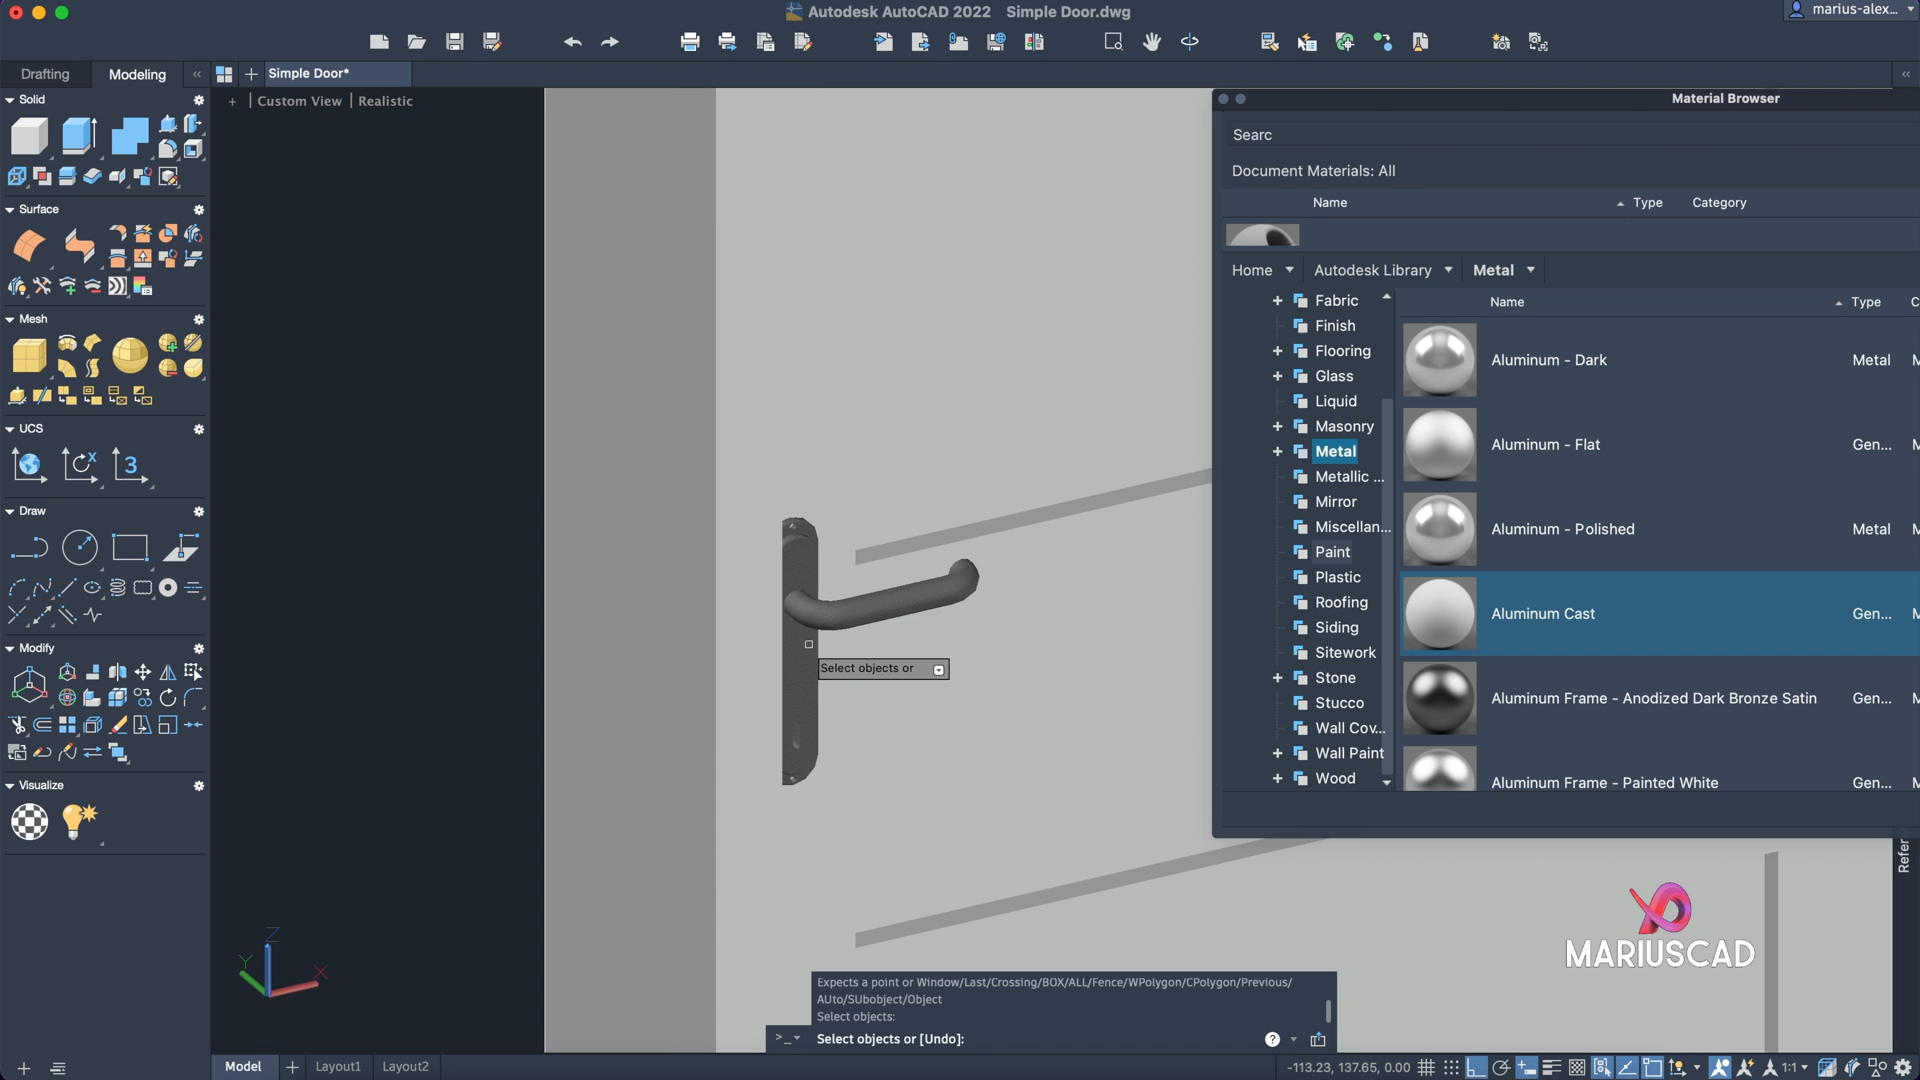 Autodesk AutoCAD 2022 Simple Door.dwg
marius-alex...
Drafting
Modeling
Simple Door*
Solid
+ | Custom View | Realistic
Material Browser
Searc
Document Materials: All
Name
Type
Category
Surface
Home
Autodesk Library
Metal
Fabric
Finish
Flooring
Glass
Liquid
Masonry
Metal
Metallic ...
Mirror
Miscellan...
Paint
Plastic
Roofing
Siding
Sitework
Stone
Stucco
Wall Cov...
Wall Paint
Wood
Name
Type
C
Aluminum - Dark
Metal
Aluminum - Flat
Gen...
Aluminum - Polished
Metal
Aluminum Cast
Gen...
Aluminum Frame - Anodized Dark Bronze Satin
Gen...
Aluminum Frame - Painted White
Gen...
Mesh
UCS
X
3
Draw
Modify
Visualize
Select objects or
Refer
MARIUSCAD
Z
Y
X
Expects a point or Window/Last/Crossing/BOX/ALL/Fence/WPolygon/CPolygon/Previous/
AUto/SUbobject/Object
Select objects:
>_
Select objects or [Undo]:
?
Model
Layout1
Layout2
-113.23, 137.65, 0.00
1:1